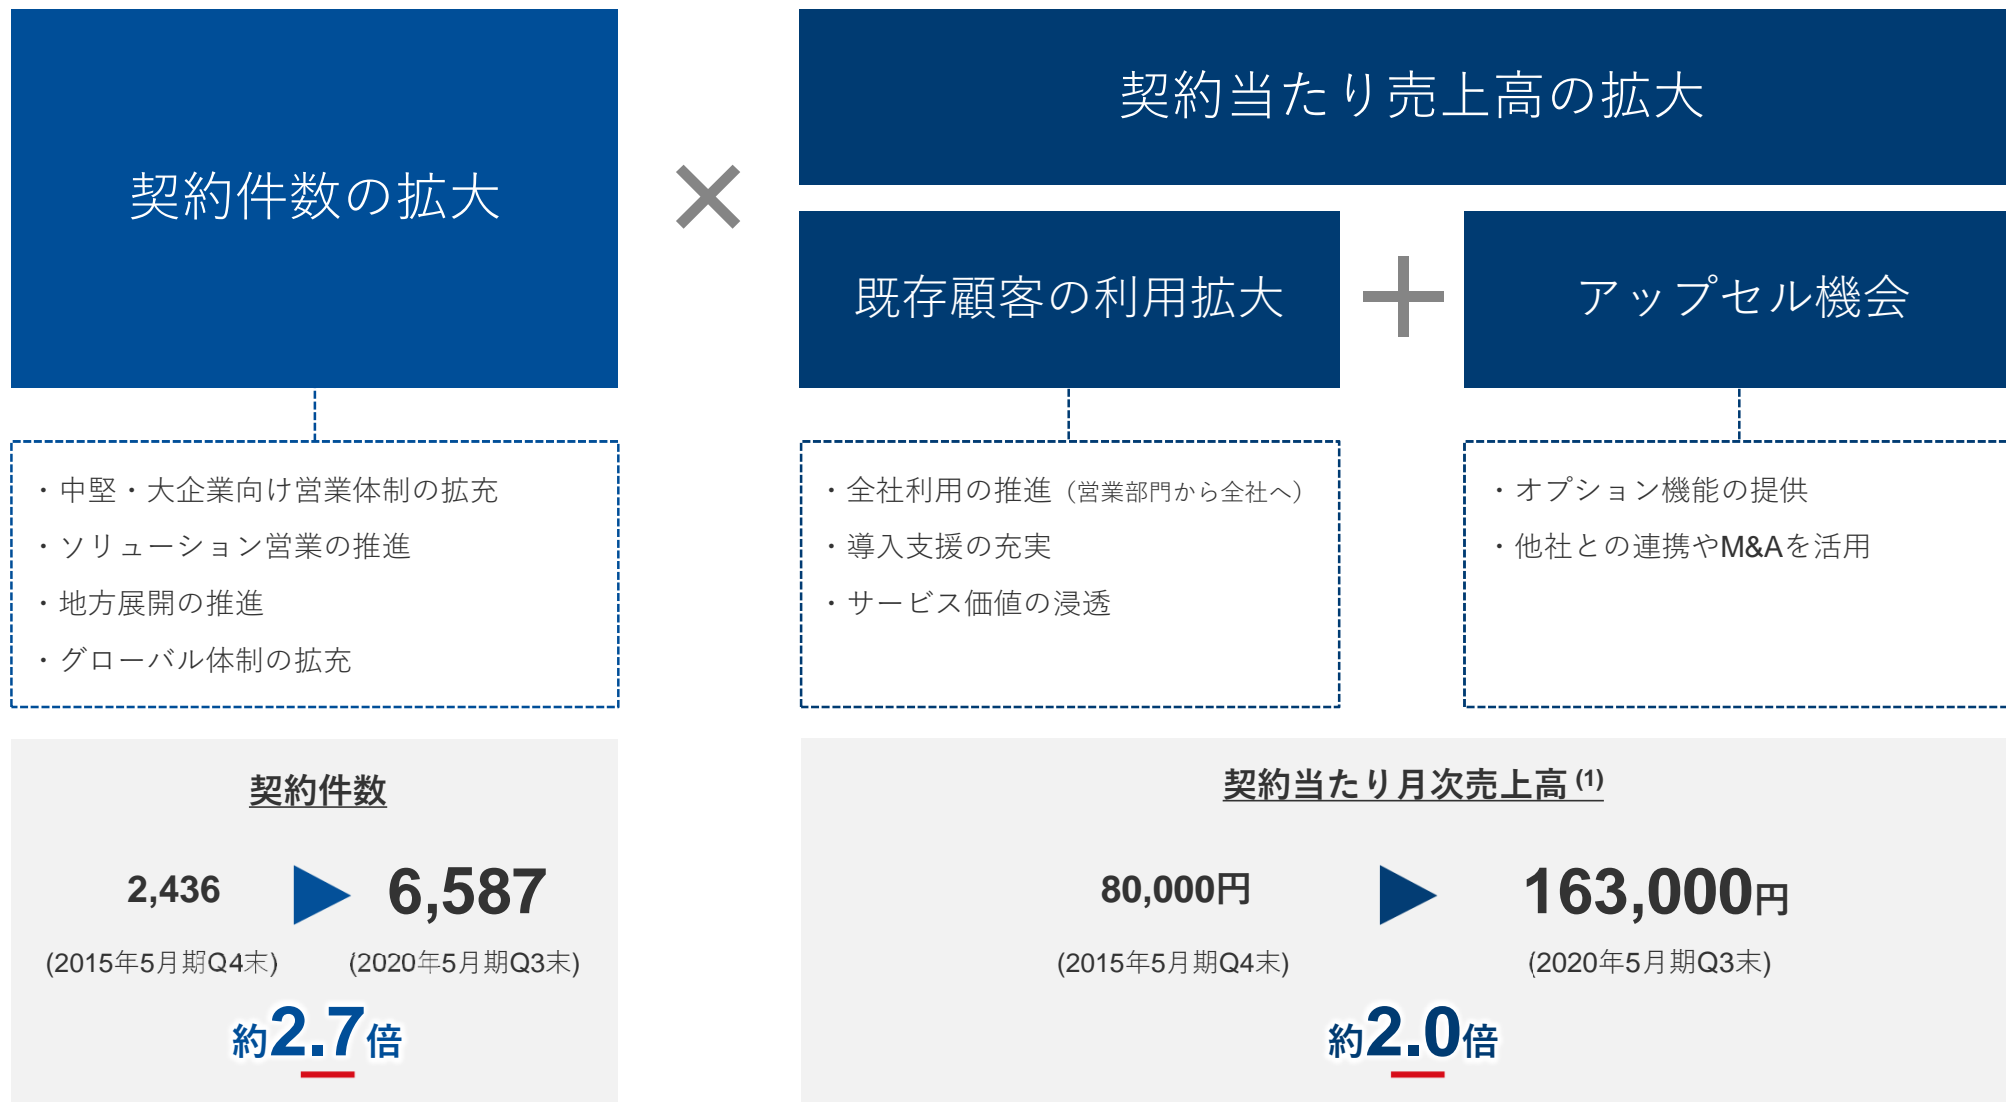 契約件数の拡大
×
契約当たり売上高の拡大
既存顧客の利用拡大
+
アップセル機会
・中堅・大企業向け営業体制の拡充
・ソリューション営業の推進
・地方展開の推進
・グローバル体制の拡充
・全社利用の推進（営業部門から全社へ）
・導入支援の充実
・サービス価値の浸透
・オプション機能の提供
・他社との連携やM&Aを活用
契約件数
2,436 ▶ 6,587
(2015年5月期Q4末) (2020年5月期Q3末)
約2.7倍
契約当たり月次売上高(1)
80,000円 ▶ 163,000円
(2015年5月期Q4末) (2020年5月期Q3末)
約2.0倍